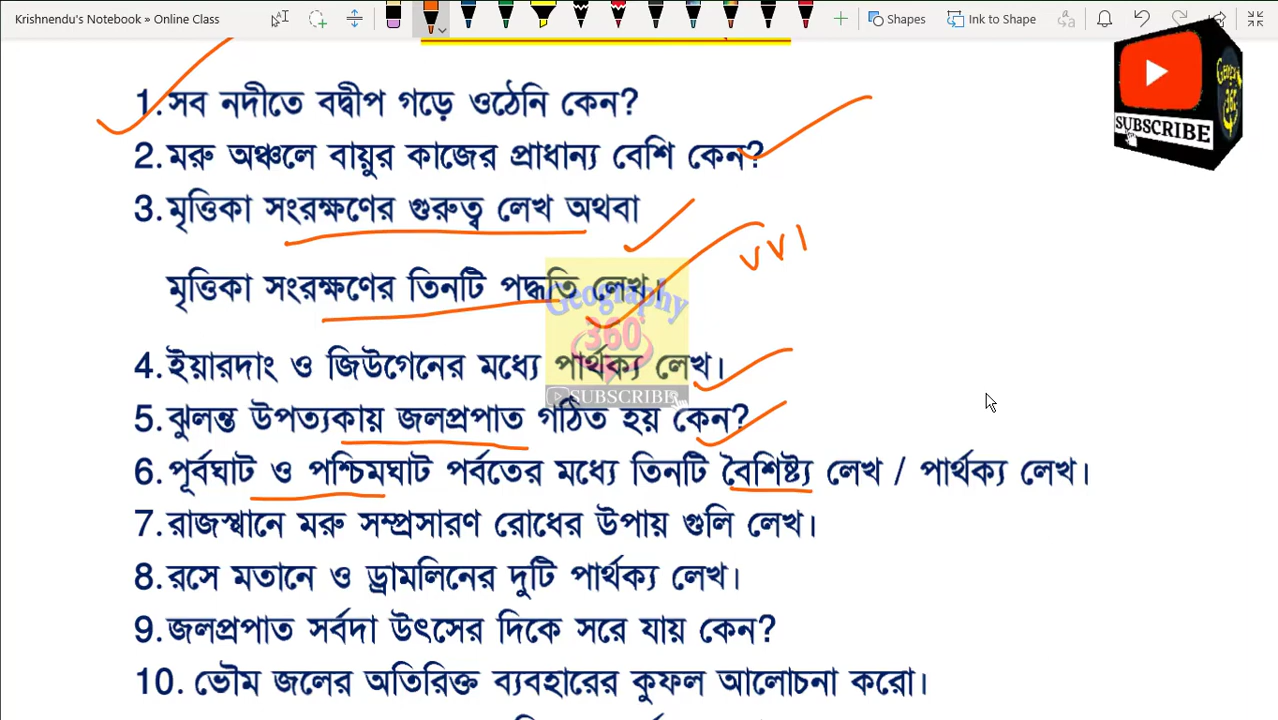 Krishnendu's Notebook » Online Class
Shapes
Ink to Shape
1. সব নদীতে বদ্বীপ গড়ে ওঠেনি কেন?
2. মরু অঞ্চলে বায়ুর কাজের প্রাধান্য বেশি কেন?
3. মৃত্তিকা সংরক্ষণের গুরুত্ব লেখ অথবা
মৃত্তিকা সংরক্ষণের তিনটি পদ্ধতি লেখ।
VVI
4. ইয়ারদাং ও জিউগেনের মধ্যে পার্থক্য লেখ।
5. ঝুলন্ত উপত্যকায় জলপ্রপাত গঠিত হয় কেন?
6. পূর্বঘাট ও পশ্চিমঘাট পর্বতের মধ্যে তিনটি বৈশিষ্ট্য লেখ / পার্থক্য লেখ।
7. রাজস্থানে মরু সম্প্রসারণ রোধের উপায় গুলি লেখ।
8. রসে মতানে ও ড্রামলিনের দুটি পার্থক্য লেখ।
9. জলপ্রপাত সর্বদা উৎসের দিকে সরে যায় কেন?
10. ভৌম জলের অতিরিক্ত ব্যবহারের কুফল আলোচনা করো।
Geography
360°
SUBSCRIBE
SUBSCRIBE